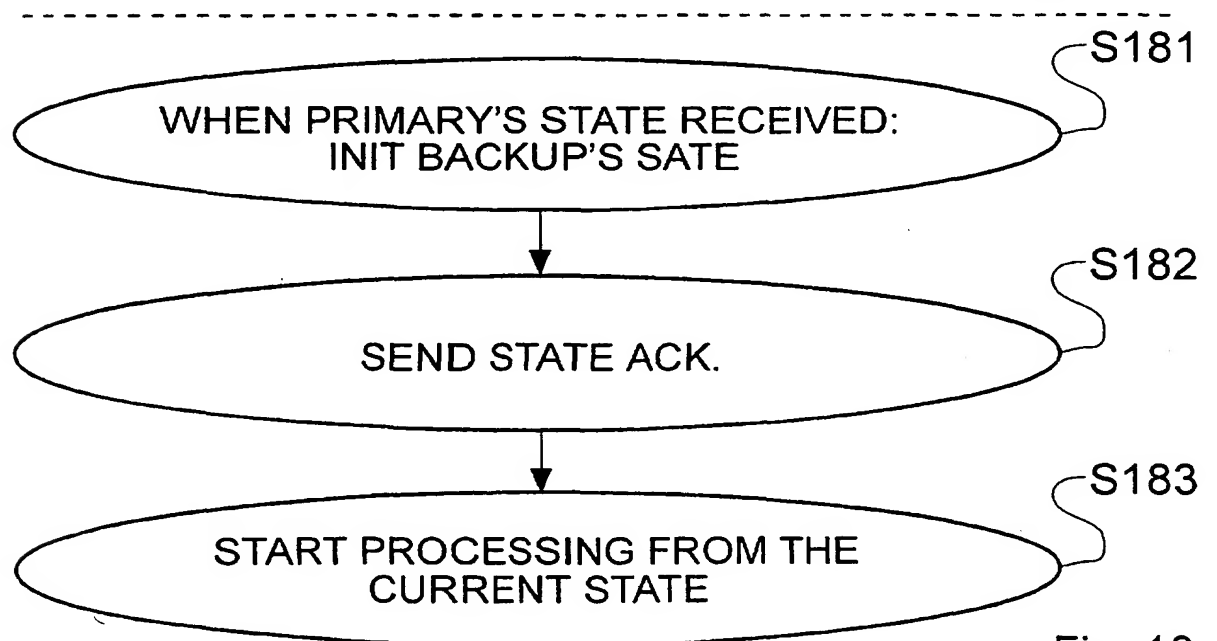 S181
WHEN PRIMARY'S STATE RECEIVED:
INIT BACKUP'S SATE
S182
SEND STATE ACK.
S183
START PROCESSING FROM THE
CURRENT STATE